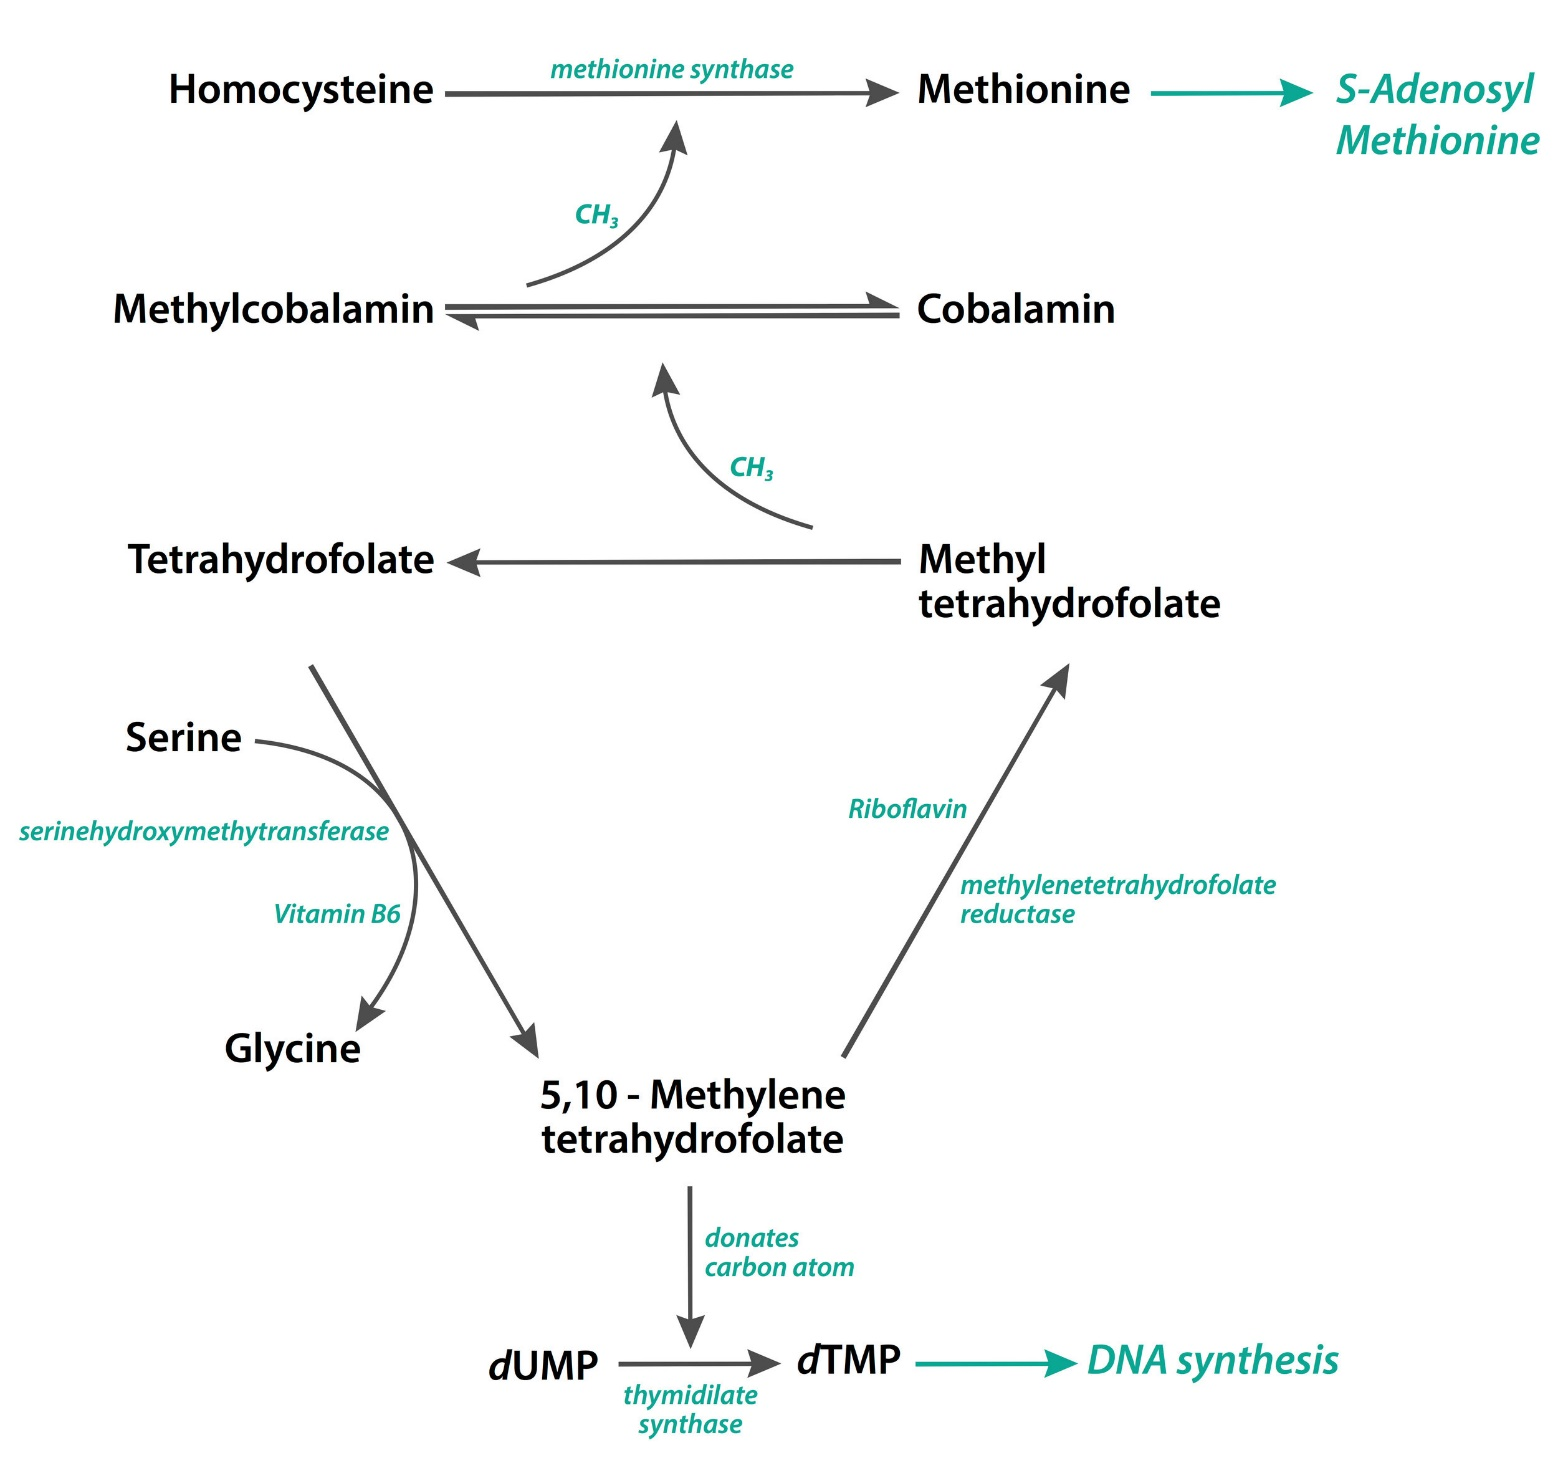 methionine synthase
Homocysteine
Methionine
S-Adenosyl
Methionine
CH₃
Methylcobalamin
Cobalamin
CH₃
Tetrahydrofolate
Methyl
tetrahydrofolate
Serine
serinehydroxymethytransferase
Vitamin B6
Glycine
Riboflavin
methylenetetrahydrofolate
reductase
5,10 - Methylene
tetrahydrofolate
donates
carbon atom
dUMP
dTMP
DNA synthesis
thymidilate
synthase